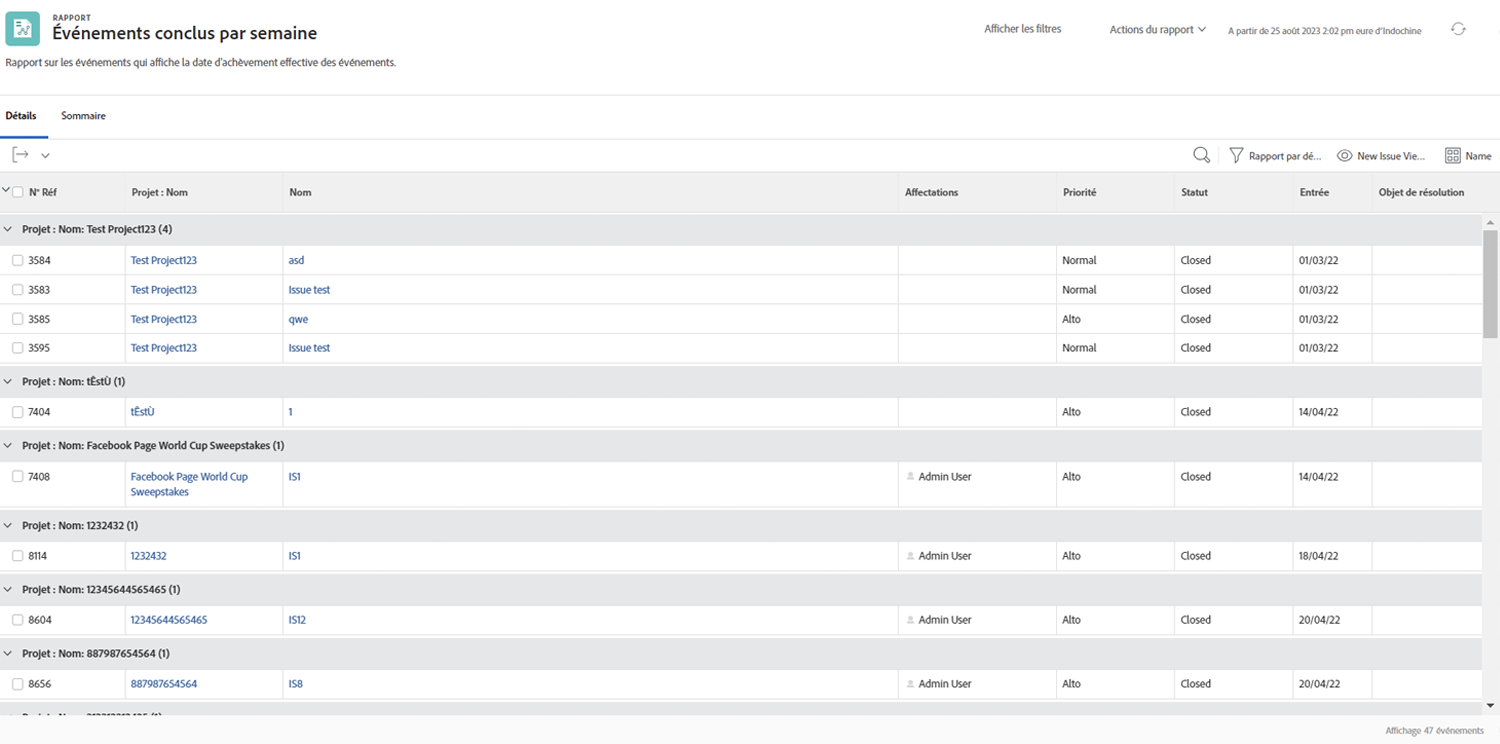 RAPPORT
Événements conclus par semaine
Afficher les filtres
Actions du rapport
A partir de 25 août 2023 2:02 pm eure d'Indochine
Rapport sur les événements qui affiche la date d'achèvement effective des événements.
Détails Sommaire
Rapport par dé... New Issue Vie... Name
N° Réf Projet : Nom Nom Affectations Priorité Statut Entrée Objet de résolution
Projet : Nom: Test Project123 (4)
3584 Test Project123 asd Normal Closed 01/03/22
3583 Test Project123 Issue test Normal Closed 01/03/22
3585 Test Project123 qwe Alto Closed 01/03/22
3595 Test Project123 Issue test Normal Closed 01/03/22
Projet : Nom: tÊstÙ (1)
7404 tÊstÙ 1 Alto Closed 14/04/22
Projet : Nom: Facebook Page World Cup Sweepstakes (1)
7408 Facebook Page World Cup IS1 Admin User Alto Closed 14/04/22
Sweepstakes
Projet : Nom: 1232432 (1)
8114 1232432 IS1 Admin User Alto Closed 18/04/22
Projet : Nom: 12345644565465 (1)
8604 12345644565465 IS12 Admin User Alto Closed 20/04/22
Projet : Nom: 887987654564 (1)
8656 887987654564 IS8 Admin User Alto Closed 20/04/22
Affichage 47 événements